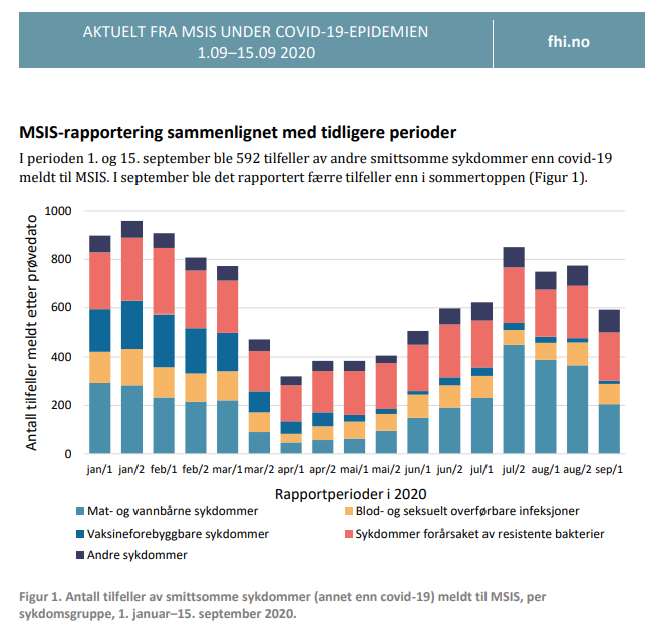 AKTUELT FRA MSIS UNDER COVID-19-EPIDEMIEN
1.09–15.09 2020
fhi.no
MSIS-rapportering sammenlignet med tidligere perioder
I perioden 1. og 15. september ble 592 tilfeller av andre smittsomme sykdommer enn covid-19
meldt til MSIS. I september ble det rapportert færre tilfeller enn i sommertoppen (Figur 1).
Antall tilfeller meldt etter prøvedato
1000
800
600
400
200
0
jan/1 jan/2 feb/1 feb/2 mar/1 mar/2 apr/1 apr/2 mai/1 mai/2 jun/1 jun/2 jul/1 jul/2 aug/1 aug/2 sep/1
Rapportperioder i 2020
Mat- og vannbårne sykdommer
Blod- og seksuelt overførbare infeksjoner
Vaksineforebyggbare sykdommer
Sykdommer forårsaket av resistente bakterier
Andre sykdommer
Figur 1. Antall tilfeller av smittsomme sykdommer (annet enn covid-19) meldt til MSIS, per
sykdomsgruppe, 1. januar–15. september 2020.